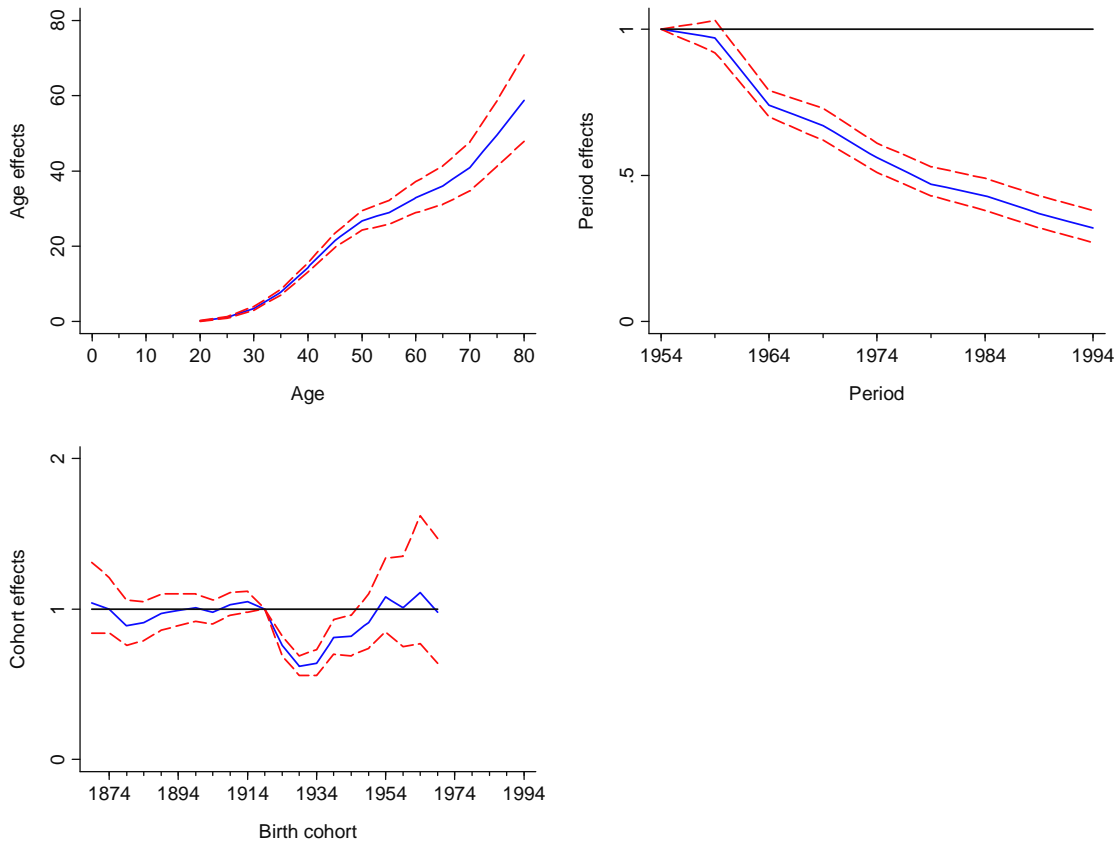 Age effects
80
60
40
20
0
0 10 20 30 40 50 60 70 80
Age
Period effects
1
.5
0
1954 1964 1974 1984 1994
Period
Cohort effects
2
1
0
1874 1894 1914 1934 1954 1974 1994
Birth cohort